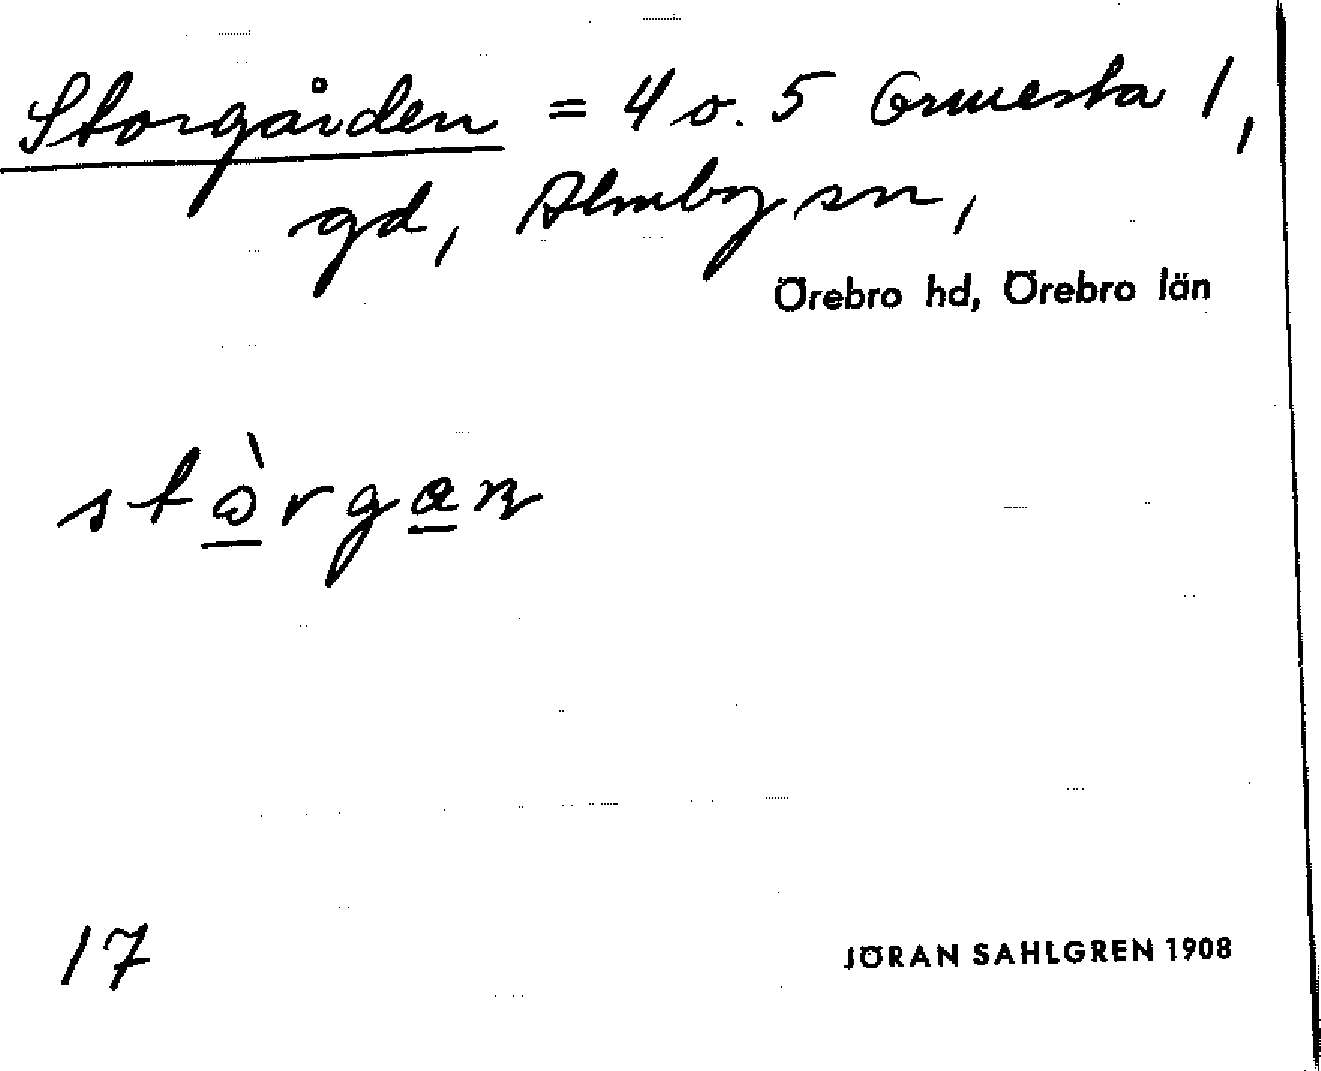 Storgården = 4 o. 5 Ormesta 1,
gd, Almby sn,
Örebro hd, Örebro län
stòrgan
17
JÖRAN SAHLGREN 1908